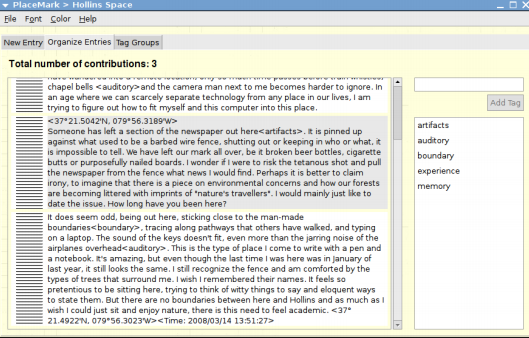 PlaceMark > Hollins Space
File Font Color Help
New Entry Organize Entries Tag Groups
Total number of contributions: 3
chapel bells <auditory>and the camera man next to me becomes harder to ignore. In
an age where we can scarcely separate technology from any place in our lives, I am
trying to figure out how to fit myself and this computer into this place.
<37°21.5042'N, 079°56.3189'W>
Someone has left a section of the newspaper out here<artifacts>. It is pinned up
against what used to be a barbed wire fence, shutting out or keeping in who or what, it
is impossible to tell. We have left our mark all over, be it broken beer bottles, cigarette
butts or purposefully nailed boards. I wonder if I were to risk the tetanous shot and pull
the newspaper from the fence what news I would find. Perhaps it is better to claim
irony, to imagine that there is a piece on environmental concerns and how our forests
are becoming littered with imprints of "nature's travellers". I would mainly just like to
date the issue. How long have you been here?
It does seem odd, being out here, sticking close to the man-made
boundaries<boundary>, tracing along pathways that others have walked, and typing
on a laptop. The sound of the keys doesn't fit, even more than the jarring noise of the
airplanes overhead<auditory>. This is the type of place I come to write with a pen and
a notebook. It's amazing, but even though the last time I was here was in January of
last year, it still looks the same. I still recognize the fence and am comforted by the
types of trees that surround me. I wish I remembered their names. It feels so
pretentious to be sitting here, trying to think of witty things to say and eloquent ways
to state them. But there are no boundaries between here and Hollins and as much as I
wish I could just sit and enjoy nature, there is this need to feel academic. <37°
21.4922'N, 079°56.3023'W><Time: 2008/03/14 13:51:27>
Add Tag
artifacts
auditory
boundary
experience
memory